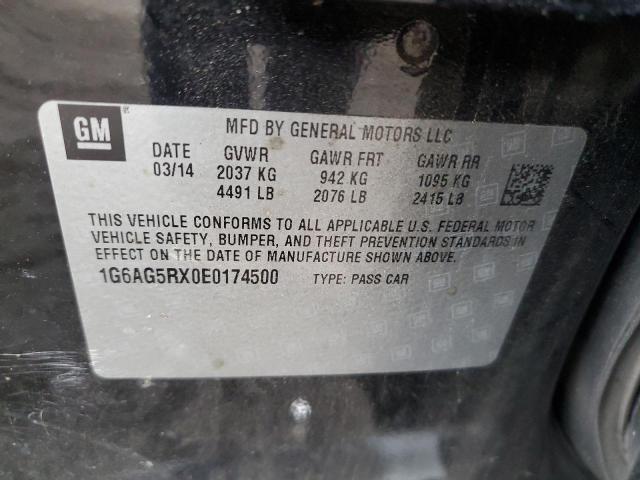 GM
MFD BY GENERAL MOTORS LLC
DATE GVWR GAWR FRT GAWR RR
03/14 2037 KG 942 KG 1095 KG
4491 LB 2076 LB 2415 LB
THIS VEHICLE CONFORMS TO ALL APPLICABLE U.S. FEDERAL MOTOR
VEHICLE SAFETY, BUMPER, AND THEFT PREVENTION STANDARDS IN
EFFECT ON THE DATE OF MANUFACTURE SHOWN ABOVE.
1G6AG5RX0E0174500 TYPE: PASS CAR